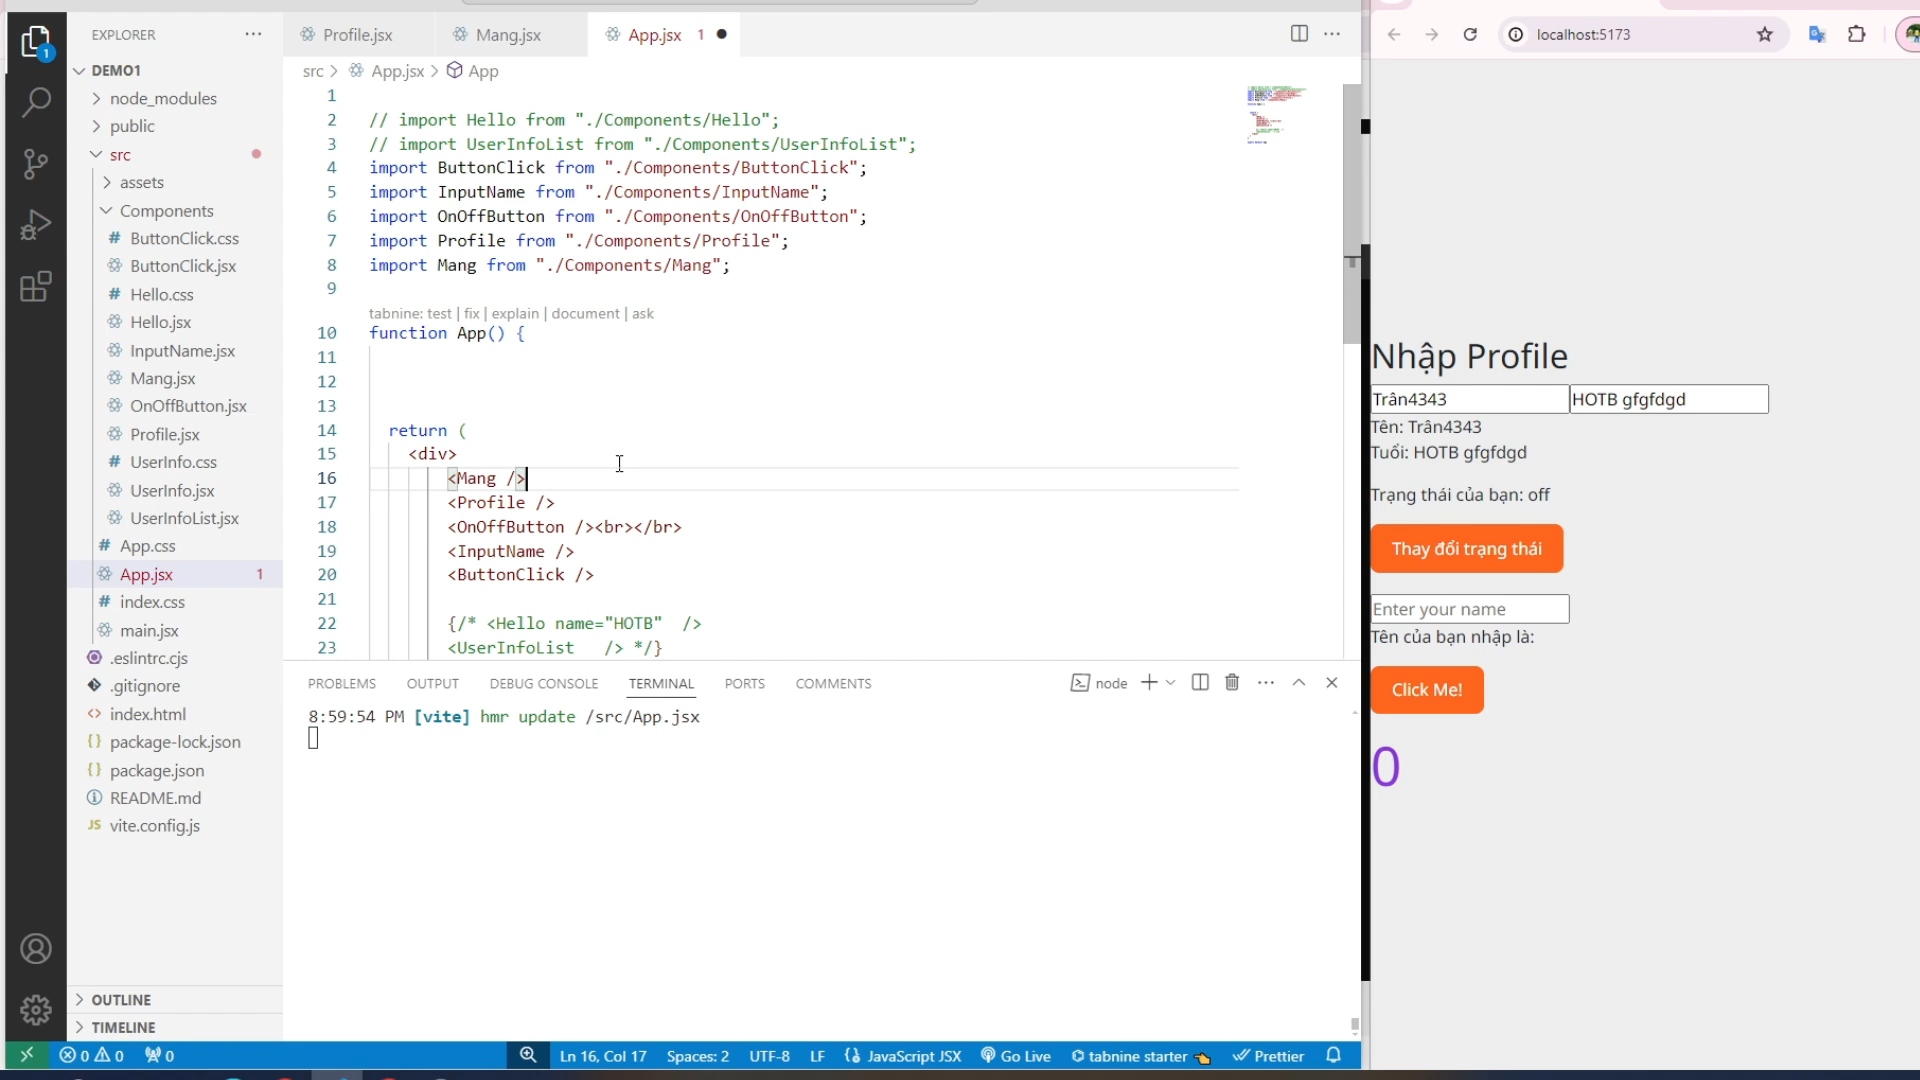 EXPLORER
DEMO1
node_modules
public
src
assets
Components
ButtonClick.css
ButtonClick.jsx
Hello.css
Hello.jsx
InputName.jsx
Mang.jsx
OnOffButton.jsx
Profile.jsx
UserInfo.css
UserInfo.jsx
UserInfoList.jsx
App.css
App.jsx 1
index.css
main.jsx
.eslintrc.cjs
.gitignore
index.html
package-lock.json
package.json
README.md
JS vite.config.js
OUTLINE
TIMELINE
Profile.jsx Mang.jsx App.jsx 1
src > App.jsx > App
1
2 // import Hello from "./Components/Hello";
3 // import UserInfoList from "./Components/UserInfoList";
4 import ButtonClick from "./Components/ButtonClick";
5 import InputName from "./Components/InputName";
6 import OnOffButton from "./Components/OnOffButton";
7 import Profile from "./Components/Profile";
8 import Mang from "./Components/Mang";
9
tabnine: test | fix | explain | document | ask
10 function App() {
11
12
13
14 return (
15 <div>
16 <Mang />
17 <Profile />
18 <OnOffButton /><br></br>
19 <InputName />
20 <ButtonClick />
21
22 {/* <Hello name="HOTB" />
23 <UserInfoList /> */}
PROBLEMS OUTPUT DEBUG CONSOLE TERMINAL PORTS COMMENTS node
8:59:54 PM [vite] hmr update /src/App.jsx
0 0 0 Ln 16, Col 17 Spaces: 2 UTF-8 LF JavaScript JSX Go Live tabnine starter Prettier
localhost:5173
Nhập Profile
Trân4343 HOTB gfgfdgd
Tên: Trân4343
Tuổi: HOTB gfgfdgd
Trạng thái của bạn: off
Thay đổi trạng thái
Enter your name
Tên của bạn nhập là:
Click Me!
0